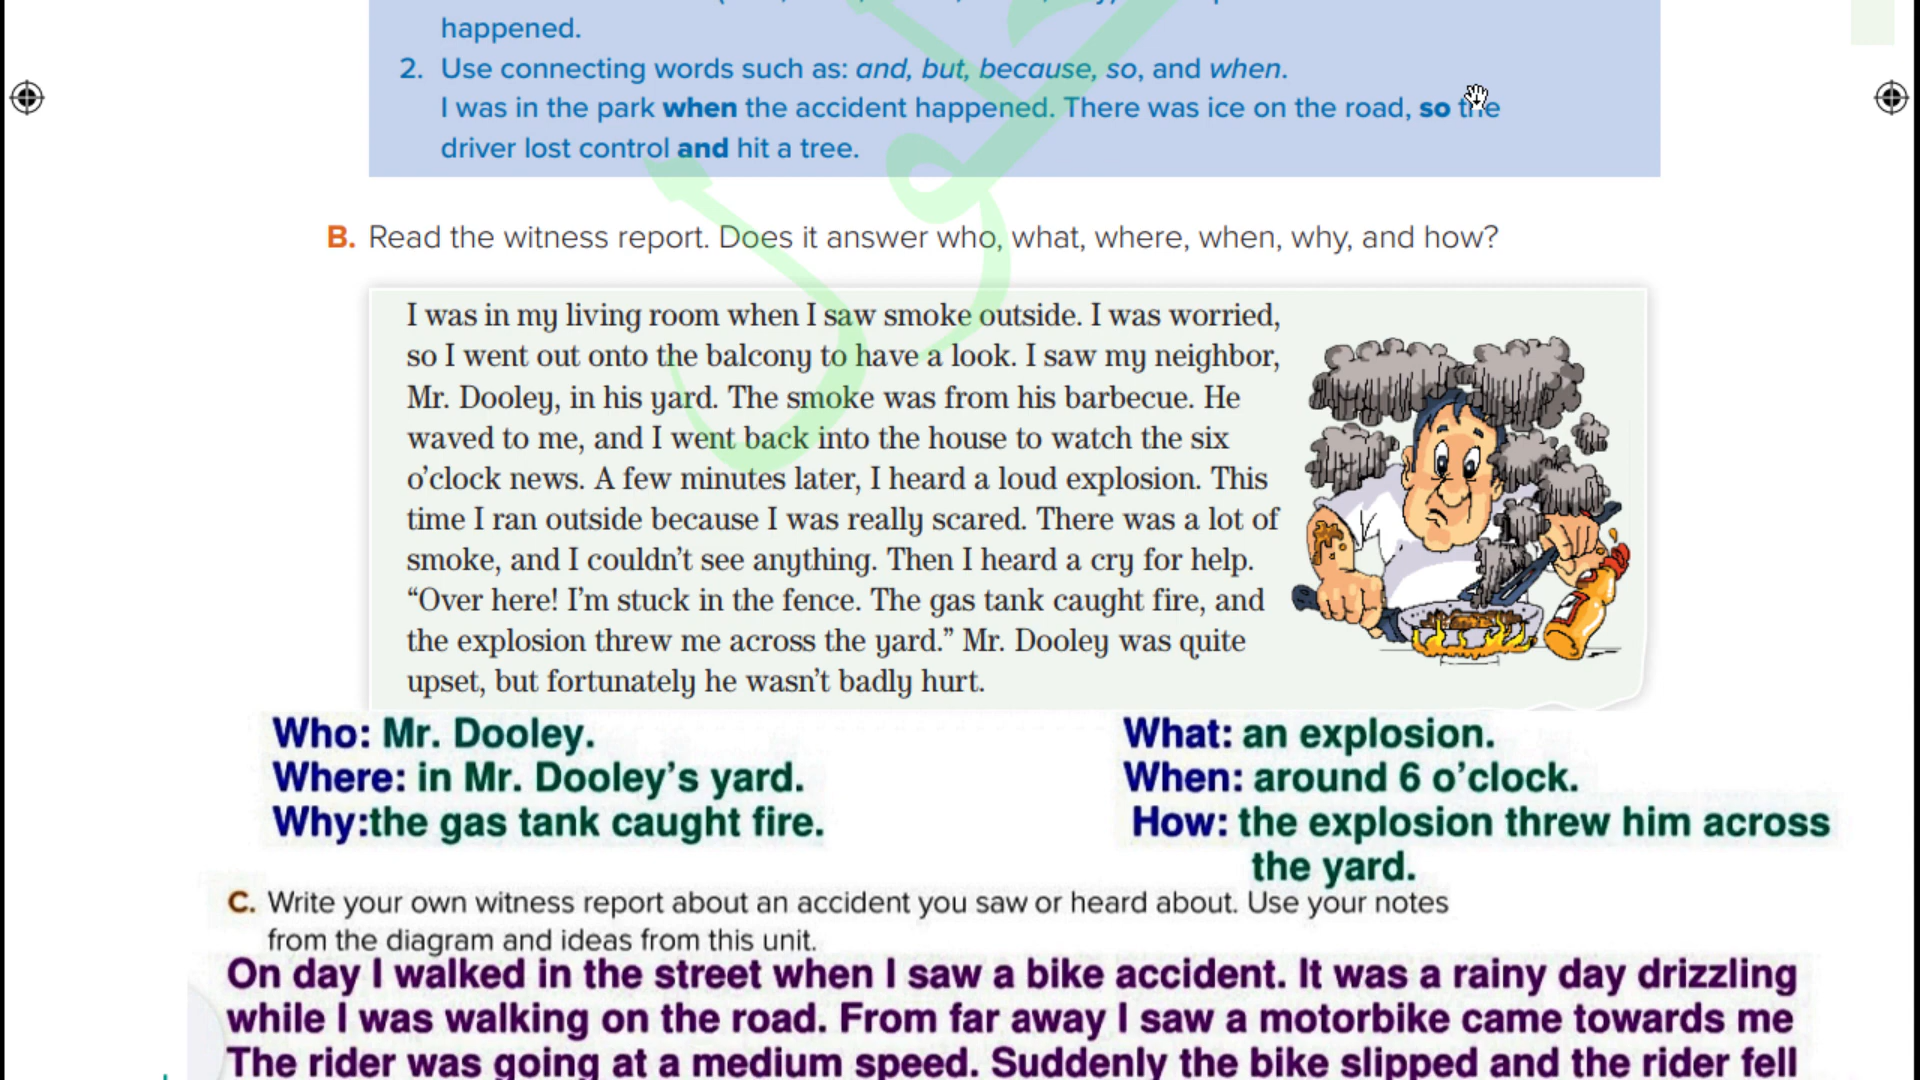 happened.
2. Use connecting words such as: and, but, because, so, and when.
I was in the park when the accident happened. There was ice on the road, so the
driver lost control and hit a tree.
B. Read the witness report. Does it answer who, what, where, when, why, and how?
I was in my living room when I saw smoke outside. I was worried,
so I went out onto the balcony to have a look. I saw my neighbor,
Mr. Dooley, in his yard. The smoke was from his barbecue. He
waved to me, and I went back into the house to watch the six
o'clock news. A few minutes later, I heard a loud explosion. This
time I ran outside because I was really scared. There was a lot of
smoke, and I couldn't see anything. Then I heard a cry for help.
“Over here! I'm stuck in the fence. The gas tank caught fire, and
the explosion threw me across the yard.” Mr. Dooley was quite
upset, but fortunately he wasn't badly hurt.
Who: Mr. Dooley.
What: an explosion.
Where: in Mr. Dooley's yard.
When: around 6 o'clock.
Why:the gas tank caught fire.
How: the explosion threw him across
the yard.
C. Write your own witness report about an accident you saw or heard about. Use your notes
from the diagram and ideas from this unit.
On day I walked in the street when I saw a bike accident. It was a rainy day drizzling
while I was walking on the road. From far away I saw a motorbike came towards me
The rider was going at a medium speed. Suddenly the bike slipped and the rider fell